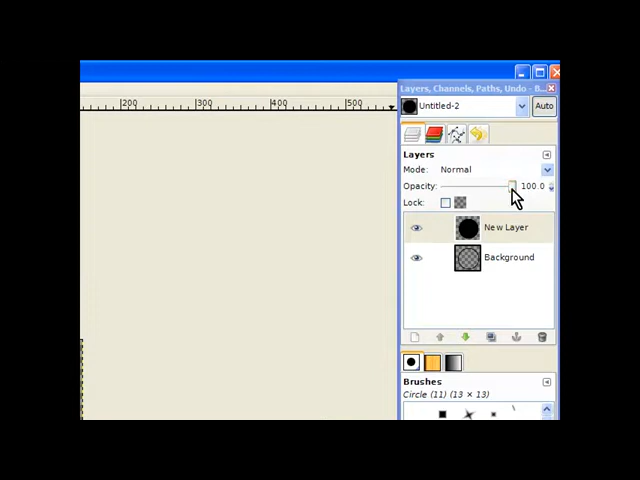 Layers, Channels, Paths, Undo - B...
200 300 400 500
Untitled-2 Auto
Layers
Mode: Normal
Opacity: 100.0
Lock:
New Layer
Background
Brushes
Circle (11) (13 × 13)